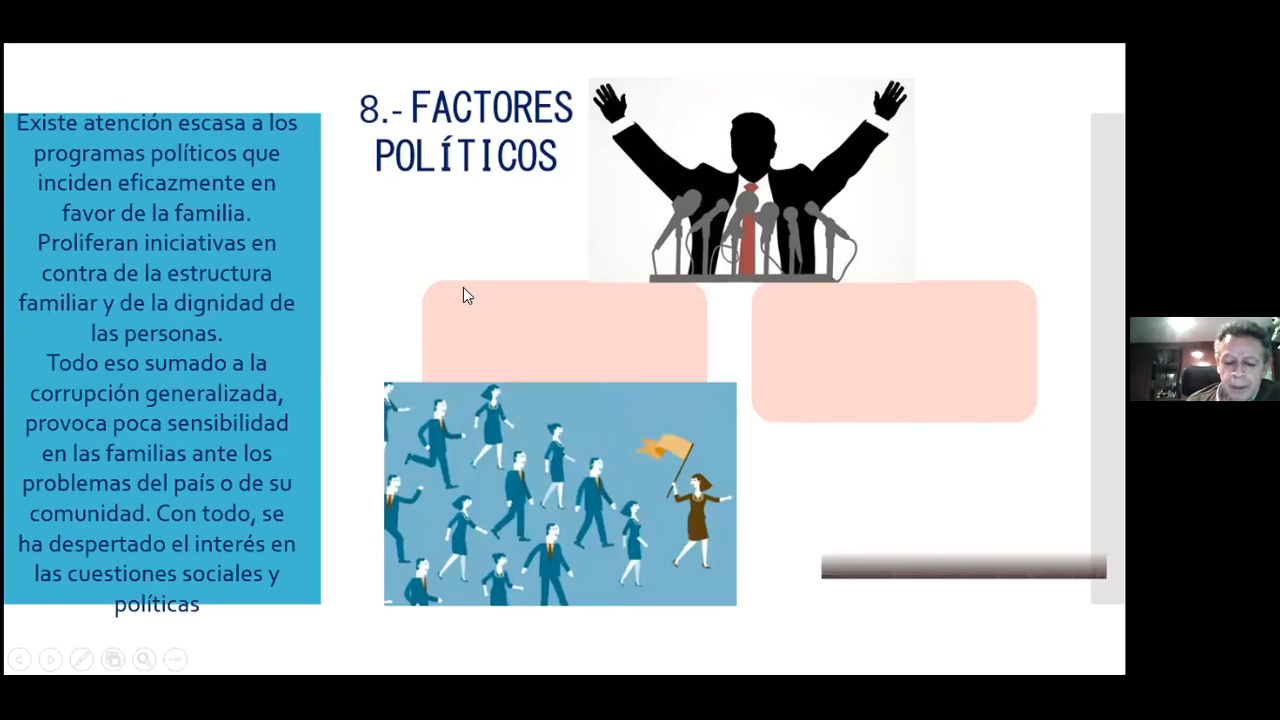 8.- FACTORES
POLÍTICOS
Existe atención escasa a los
programas políticos que
inciden eficazmente en
favor de la familia.
Proliferan iniciativas en
contra de la estructura
familiar y de la dignidad de
las personas.
Todo eso sumado a la
corrupción generalizada,
provoca poca sensibilidad
en las familias ante los
problemas del país o de su
comunidad. Con todo, se
ha despertado el interés en
las cuestiones sociales y
políticas